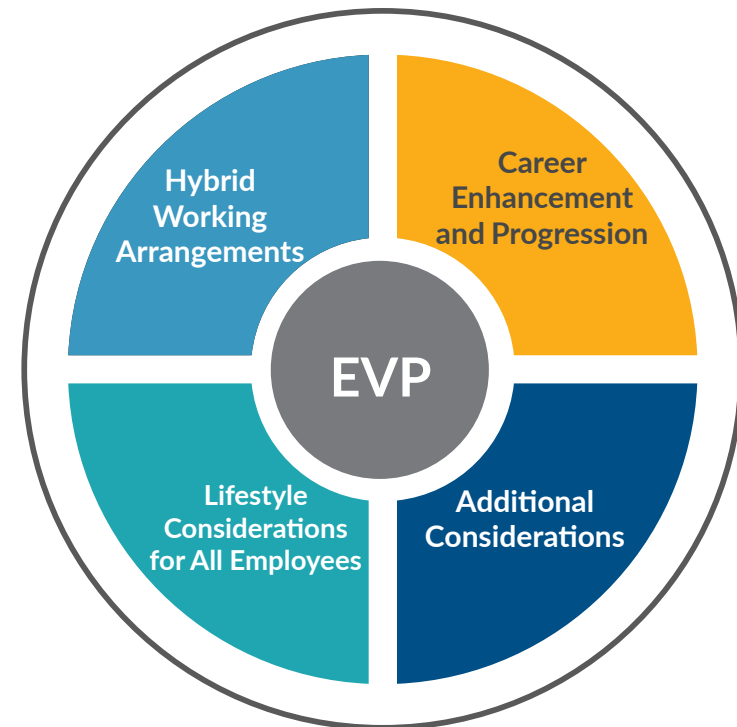 Hybrid
Working
Arrangements
Career
Enhancement
and Progression
EVP
Lifestyle
Considerations
for All Employees
Additional
Considerations